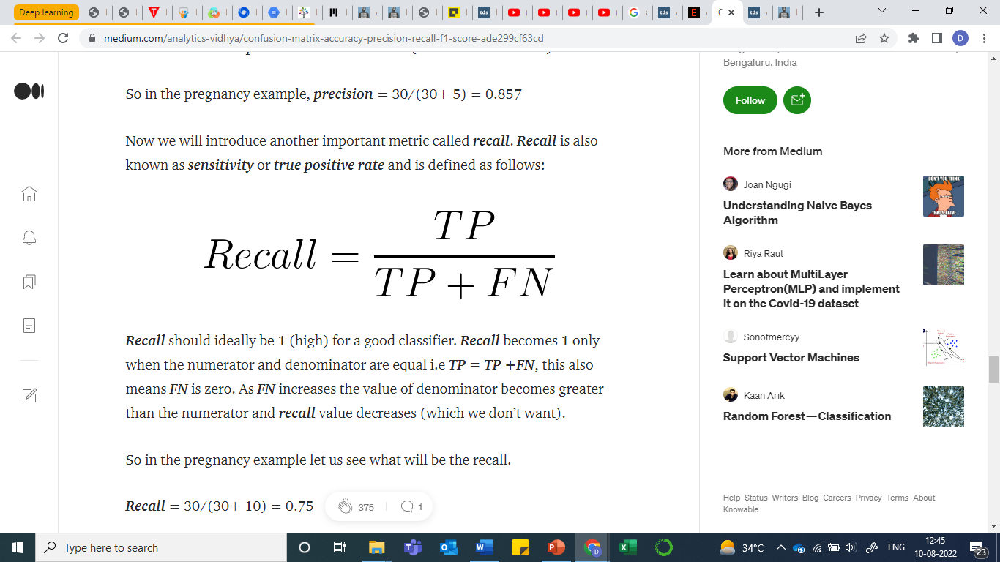 Deep learning
medium.com/analytics-vidhya/confusion-matrix-accuracy-precision-recall-f1-score-ade299cf63cd
So in the pregnancy example, precision = 30/(30+ 5) = 0.857
Now we will introduce another important metric called recall. Recall is also
known as sensitivity or true positive rate and is defined as follows:
Recall = TP / TP + FN
Recall should ideally be 1 (high) for a good classifier. Recall becomes 1 only
when the numerator and denominator are equal i.e TP = TP +FN, this also
means FN is zero. As FN increases the value of denominator becomes greater
than the numerator and recall value decreases (which we don’t want).
So in the pregnancy example let us see what will be the recall.
Recall = 30/(30+ 10) = 0.75
375
1
Bengaluru, India
Follow
More from Medium
Joan Ngugi
Understanding Naive Bayes
Algorithm
DON'T YOU THINK
THATS NAIVE
Riya Raut
Learn about MultiLayer
Perceptron(MLP) and implement
it on the Covid-19 dataset
Sonofmercyy
Support Vector Machines
Kaan Arık
Random Forest—Classification
Help Status Writers Blog Careers Privacy Terms About
Knowable
Type here to search
34°C
ENG
12:45
10-08-2022
23